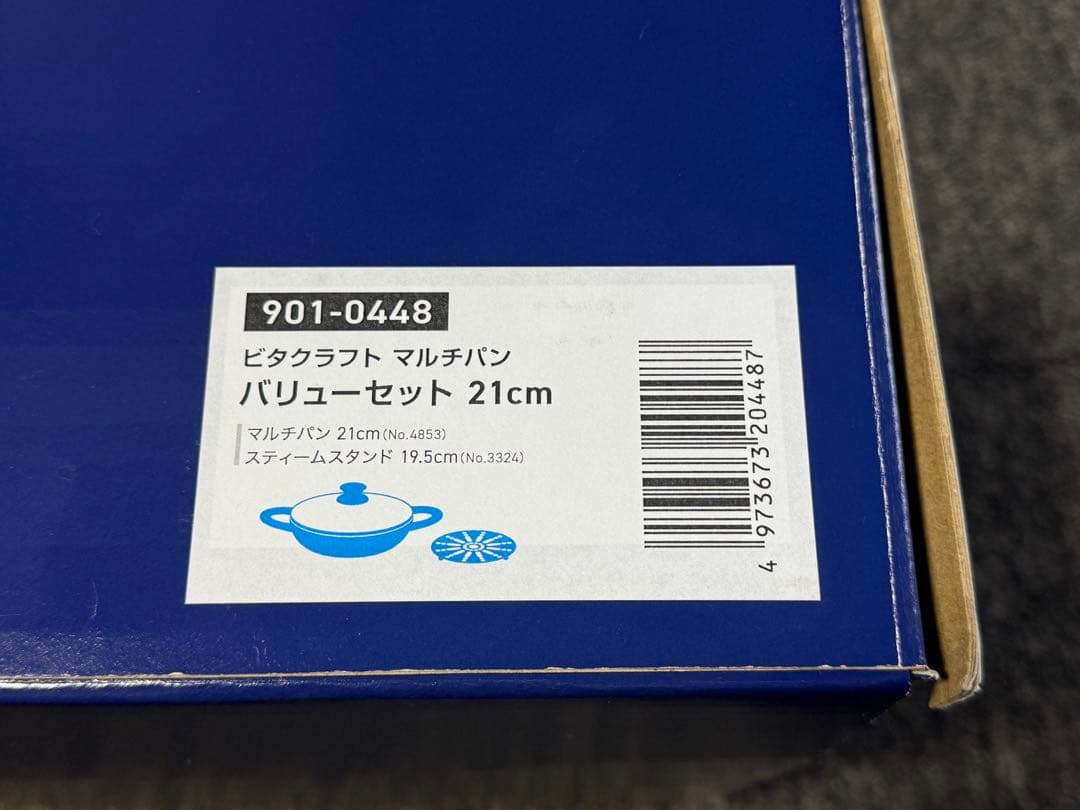 901-0448
ビタクラフト マルチパン
バリューセット 21cm
マルチパン 21cm(No.4853)
スティームスタンド 19.5cm(No.3324)
4 973673 204487